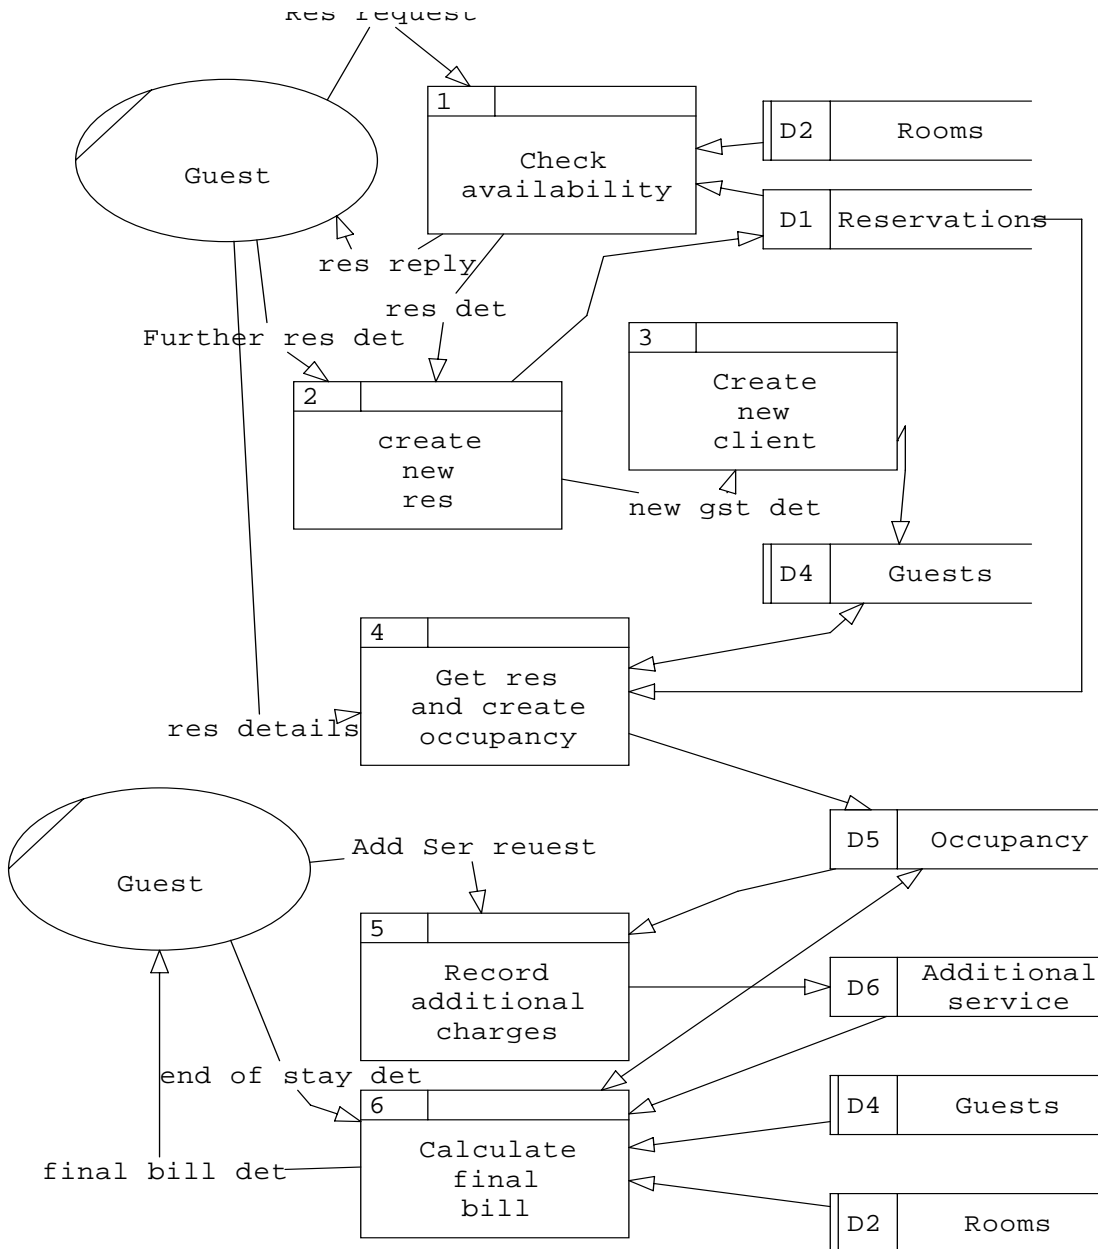 Res request
1
Check
availability
D2 Rooms
Guest
D1 Reservations
res reply
res det
Further res det
3
Create
new
client
2
create
new
res
new gst det
D4 Guests
4
Get res
and create
occupancy
res details
D5 Occupancy
Add Ser reuest
Guest
5
Record
additional
charges
D6 Additional
service
end of stay det
6
Calculate
final
bill
D4 Guests
final bill det
D2 Rooms